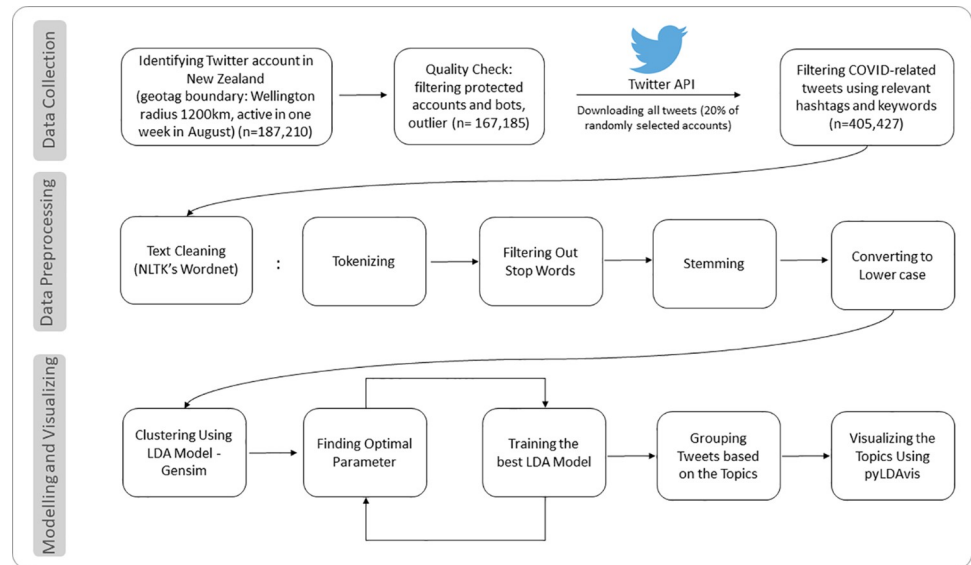 Data Collection
Identifying Twitter account in
New Zealand
(geotag boundary: Wellington
radius 1200km, active in one
week in August) (n=187,210)
Quality Check:
filtering protected
accounts and bots,
outlier (n= 167,185)
Twitter API
Downloading all tweets (20% of
randomly selected accounts)
Filtering COVID-related
tweets using relevant
hashtags and keywords
(n=405,427)
Data Preprocessing
Text Cleaning
(NLTK's Wordnet)
:
Tokenizing
Filtering Out
Stop Words
Stemming
Converting to
Lower case
Modelling and Visualizing
Clustering Using
LDA Model -
Gensim
Finding Optimal
Parameter
Training the
best LDA Model
Grouping
Tweets based
on the Topics
Visualizing the
Topics Using
pyLDAvis